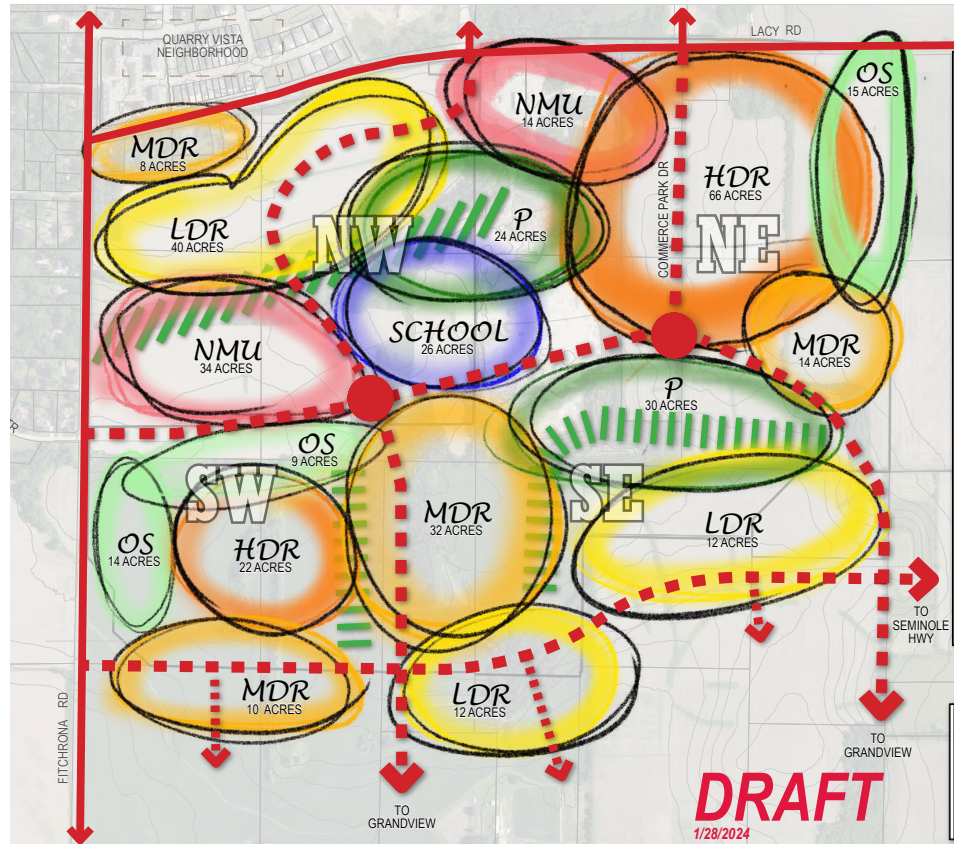 QUARRY VISTA
NEIGHBORHOOD
LACY RD
OS
15 ACRES
NMU
14 ACRES
MDR
8 ACRES
HDR
66 ACRES
P
24 ACRES
LDR
40 ACRES
COMMERCE PARK DR
NW
NE
SCHOOL
26 ACRES
NMU
34 ACRES
MDR
14 ACRES
P
30 ACRES
OS
9 ACRES
SW
SE
MDR
32 ACRES
LDR
12 ACRES
OS
14 ACRES
HDR
22 ACRES
TO
SEMINOLE
HWY
MDR
10 ACRES
LDR
12 ACRES
FITCHRONA RD
TO
GRANDVIEW
TO
GRANDVIEW
DRAFT
1/28/2024